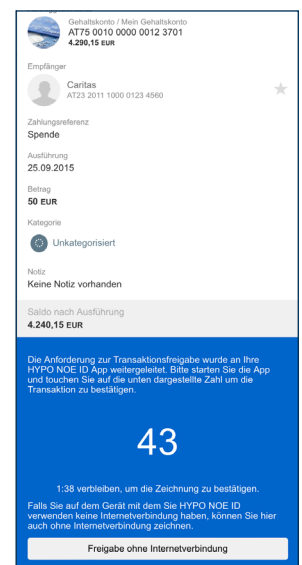 Gehaltskonto / Mein Gehaltskonto
AT75 0010 0000 0012 3701
4.290,15 EUR
Empfänger
Caritas
AT23 2011 1000 0123 4560
Zahlungsreferenz
Spende
Ausführung
25.09.2015
Betrag
50 EUR
Kategorie
Unkategorisiert
Notiz
Keine Notiz vorhanden
Saldo nach Ausführung
4.240,15 EUR
Die Anforderung zur Transaktionsfreigabe wurde an Ihre
HYPO NOE ID App weitergeleitet. Bitte starten Sie die App
und touchen Sie auf die unten dargestellte Zahl um die
Transaktion zu bestätigen.
43
1:38 verbleiben, um die Zeichnung zu bestätigen.
Falls Sie auf dem Gerät mit dem Sie HYPO NOE ID
verwenden keine Internetverbindung haben, können Sie hier
auch ohne Internetverbindung zeichnen.
Freigabe ohne Internetverbindung